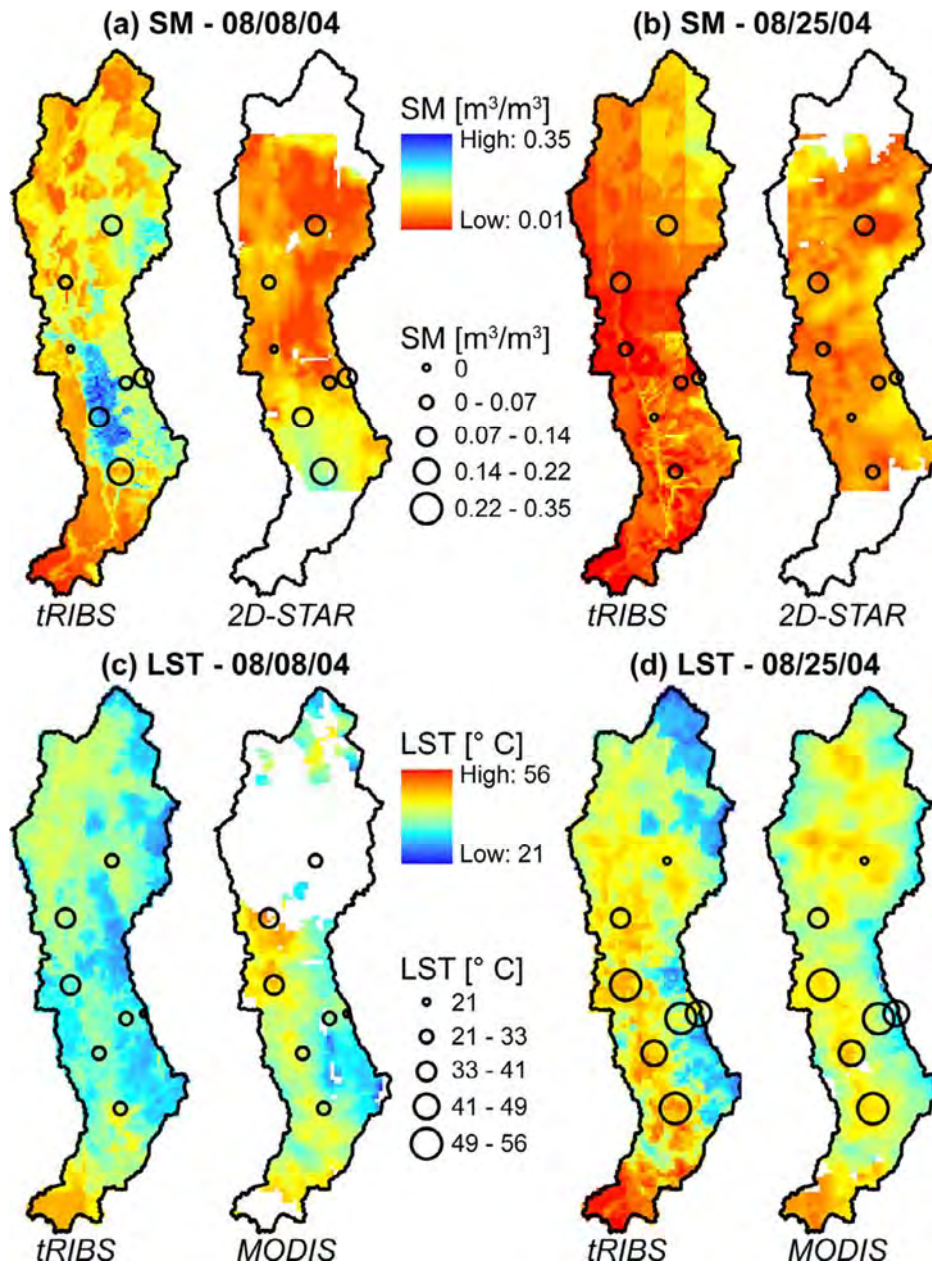 (a) SM - 08/08/04
(b) SM - 08/25/04
SM [m³/m³]
High: 0.35
Low: 0.01
SM [m³/m³]
0
0 - 0.07
0.07 - 0.14
0.14 - 0.22
0.22 - 0.35
tRIBS
2D-STAR
tRIBS
2D-STAR
(c) LST - 08/08/04
(d) LST - 08/25/04
LST [° C]
High: 56
Low: 21
LST [° C]
21
21 - 33
33 - 41
41 - 49
49 - 56
tRIBS
MODIS
tRIBS
MODIS